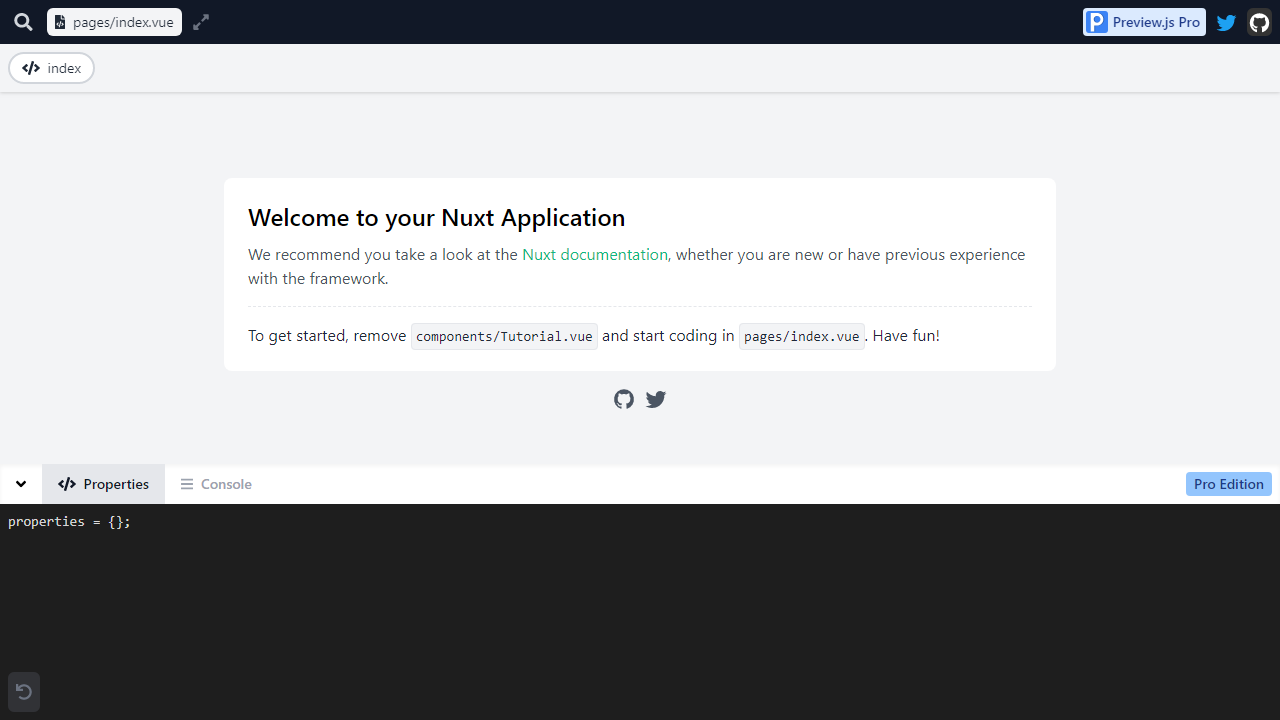 pages/index.vue
Preview.js Pro
index
Welcome to your Nuxt Application
We recommend you take a look at the Nuxt documentation, whether you are new or have previous experience
with the framework.
To get started, remove components/Tutorial.vue and start coding in pages/index.vue. Have fun!
Properties
Console
Pro Edition
properties = {};